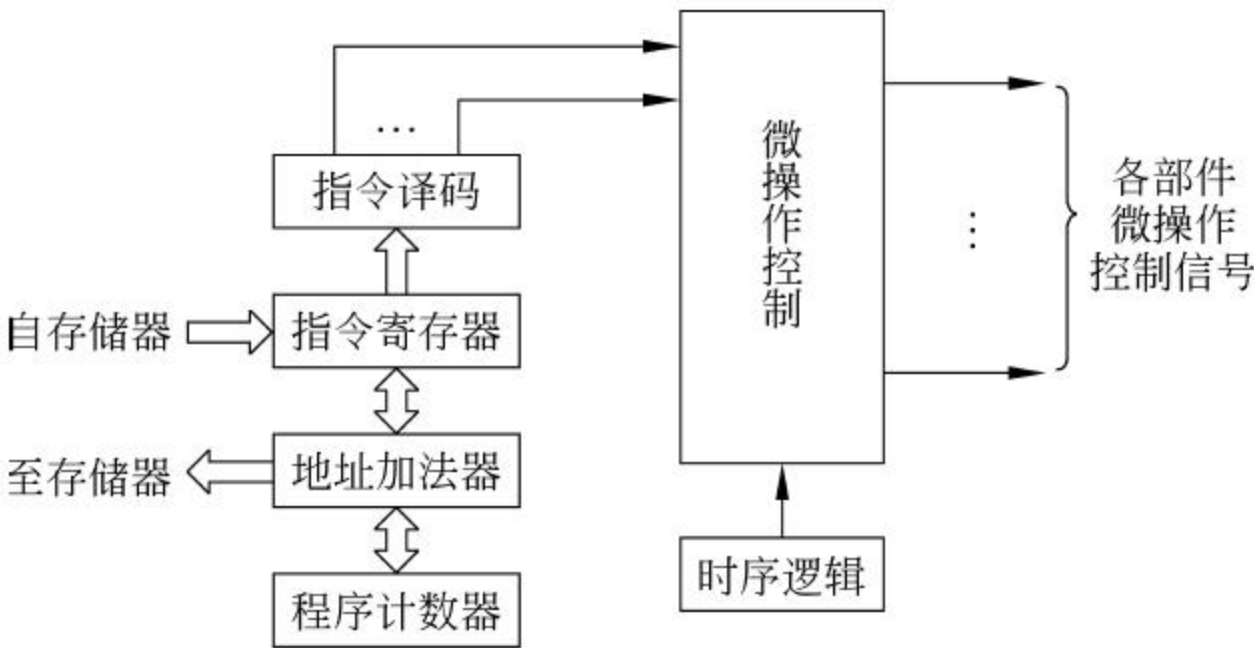 …
指令译码
自存储器
指令寄存器
至存储器
地址加法器
程序计数器
微操作控制
时序逻辑
…
各部件
微操作
控制信号